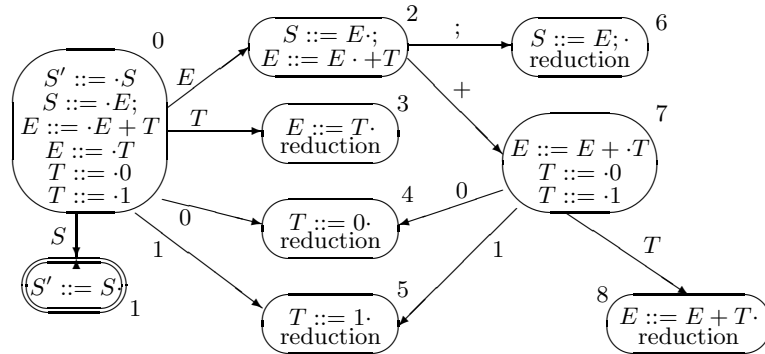 0
S′ ::= ·S
S ::= ·E;
E ::= ·E + T
E ::= ·T
T ::= ·0
T ::= ·1
E
T
0
1
S
S′ ::= S·
1
2
S ::= E·;
E ::= E · +T
;
+
6
S ::= E; ·
reduction
3
E ::= T·
reduction
7
E ::= E + ·T
T ::= ·0
T ::= ·1
4
T ::= 0·
reduction
0
1
T
5
T ::= 1·
reduction
8
E ::= E + T·
reduction